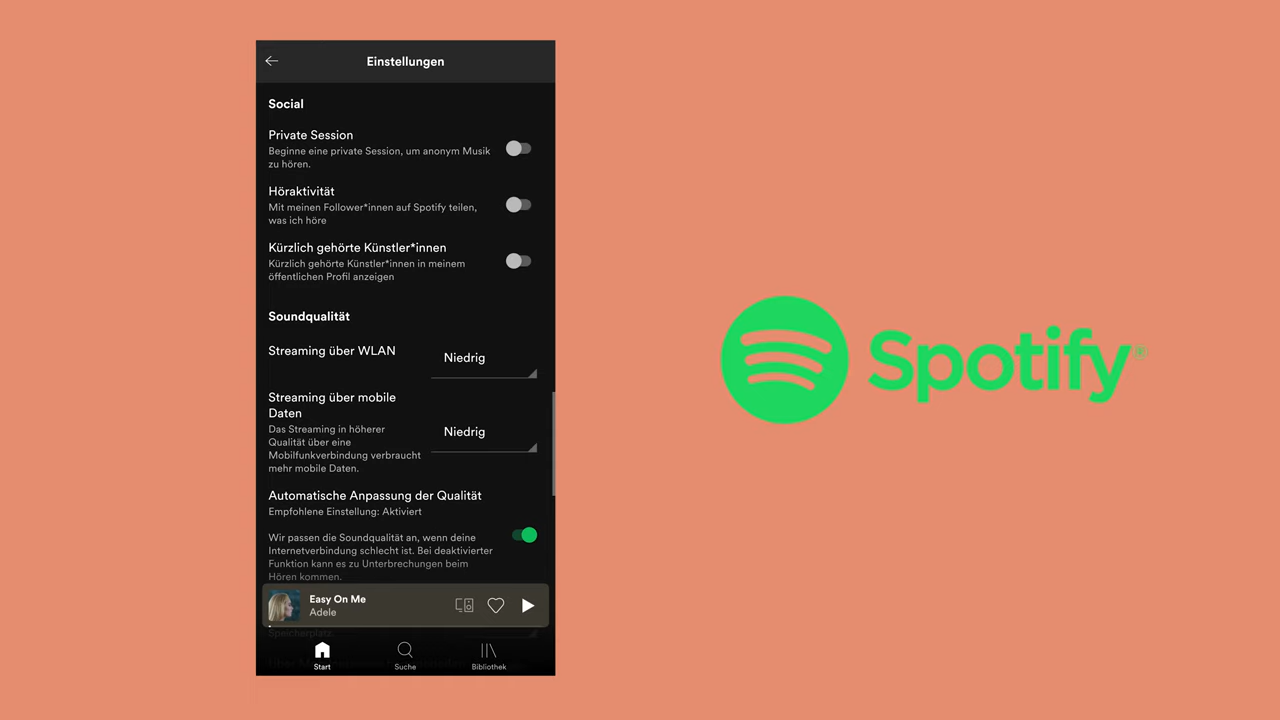 Einstellungen
Social
Private Session
Beginne eine private Session, um anonym Musik
zu hören.
Höraktivität
Mit meinen Follower*innen auf Spotify teilen,
was ich höre
Kürzlich gehörte Künstler*innen
Kürzlich gehörte Künstler*innen in meinem
öffentlichen Profil anzeigen
Soundqualität
Streaming über WLAN
Niedrig
Streaming über mobile
Daten
Das Streaming in höherer
Qualität über eine
Mobilfunkverbindung verbraucht
mehr mobile Daten.
Niedrig
Automatische Anpassung der Qualität
Empfohlene Einstellung: Aktiviert
Wir passen die Soundqualität an, wenn deine
Internetverbindung schlecht ist. Bei deaktivierter
Funktion kann es zu Unterbrechungen beim
Hören kommen.
Easy On Me
Adele
Speicherplatz.
Start
Suche
Bibliothek
Spotify®